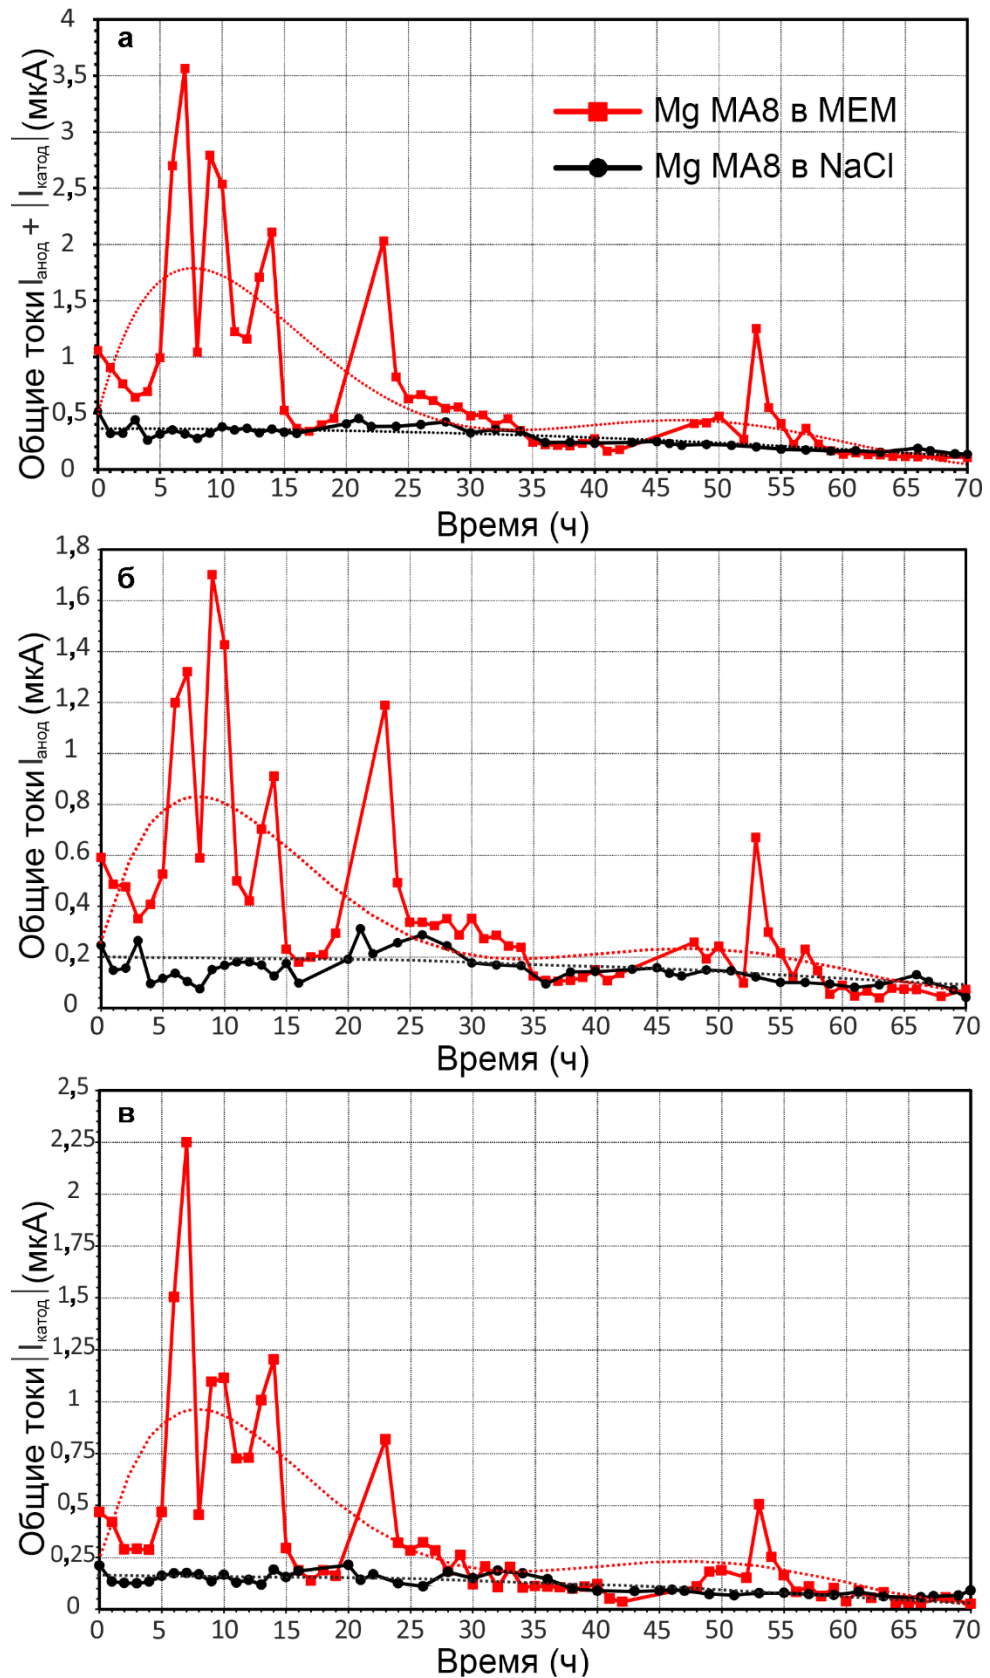 а
Общие токи Iанод + |Iкатод| (мкА)
4
3,5
3
2,5
2
1,5
1
0,5
0
Mg МА8 в МЕМ
Mg МА8 в NaCl
0 5 10 15 20 25 30 35 40 45 50 55 60 65 70
Время (ч)
б
Общие токи Iанод (мкА)
1,8
1,6
1,4
1,2
1
0,8
0,6
0,4
0,2
0
0 5 10 15 20 25 30 35 40 45 50 55 60 65 70
Время (ч)
в
Общие токи |Iкатод| (мкА)
2,5
2,25
2
1,75
1,5
1,25
1
0,75
0,5
0,25
0
0 5 10 15 20 25 30 35 40 45 50 55 60 65 70
Время (ч)